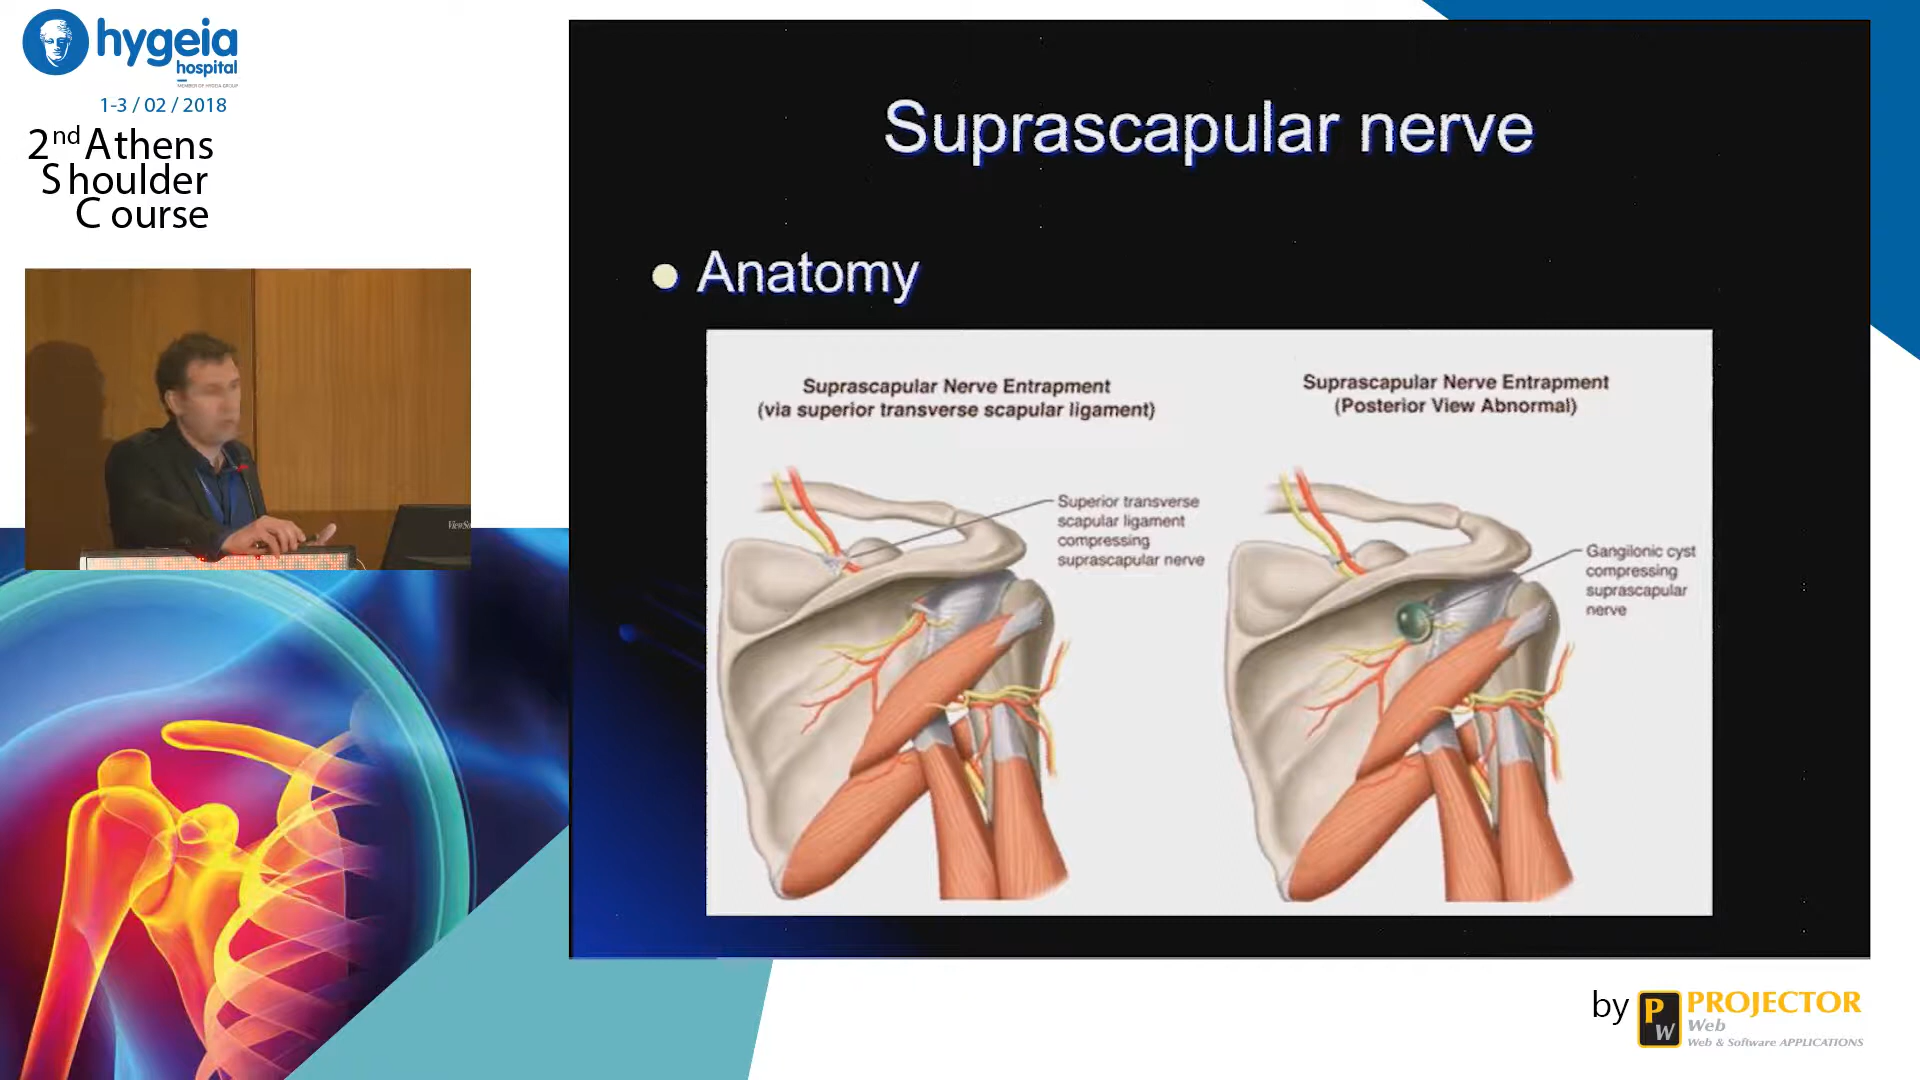 hygeia
hospital
MEMBER OF HYGEIA GROUP
1-3 / 02 / 2018
2nd Athens
Shoulder
Course
Suprascapular nerve
Anatomy
Suprascapular Nerve Entrapment
(via superior transverse scapular ligament)
Superior transverse
scapular ligament
compressing
suprascapular nerve
Suprascapular Nerve Entrapment
(Posterior View Abnormal)
Gangilonic cyst
compressing
suprascapular
nerve
by
PW
PROJECTOR
Web
Web & Software APPLICATIONS